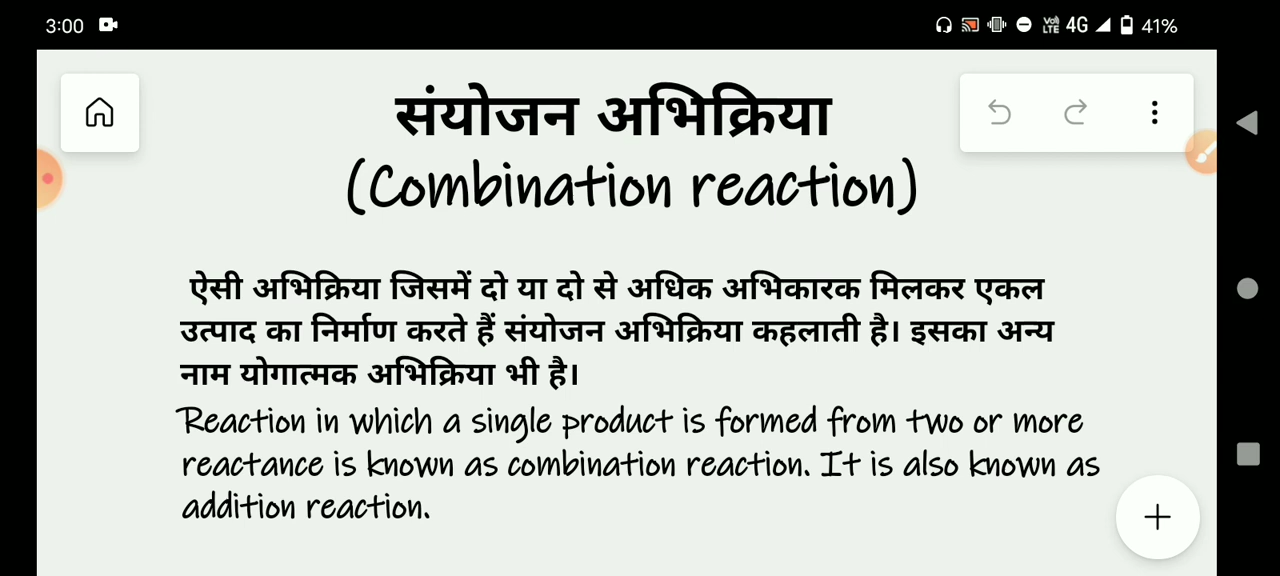 3:00
Vo)
LTE 4G 41%
संयोजन अभिक्रिया
(Combination reaction)
ऐसी अभिक्रिया जिसमें दो या दो से अधिक अभिकारक मिलकर एकल
उत्पाद का निर्माण करते हैं संयोजन अभिक्रिया कहलाती है। इसका अन्य
नाम योगात्मक अभिक्रिया भी है।
Reaction in which a single product is formed from two or more
reactance is known as combination reaction. It is also known as
addition reaction.